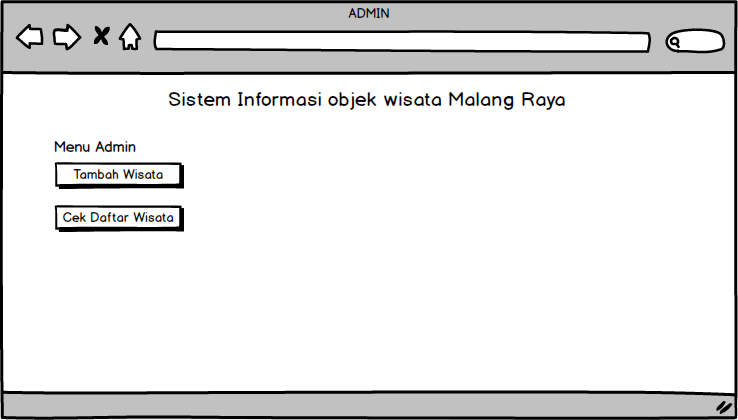 ADMIN
Sistem Informasi objek wisata Malang Raya
Menu Admin
Tambah Wisata
Cek Daftar Wisata